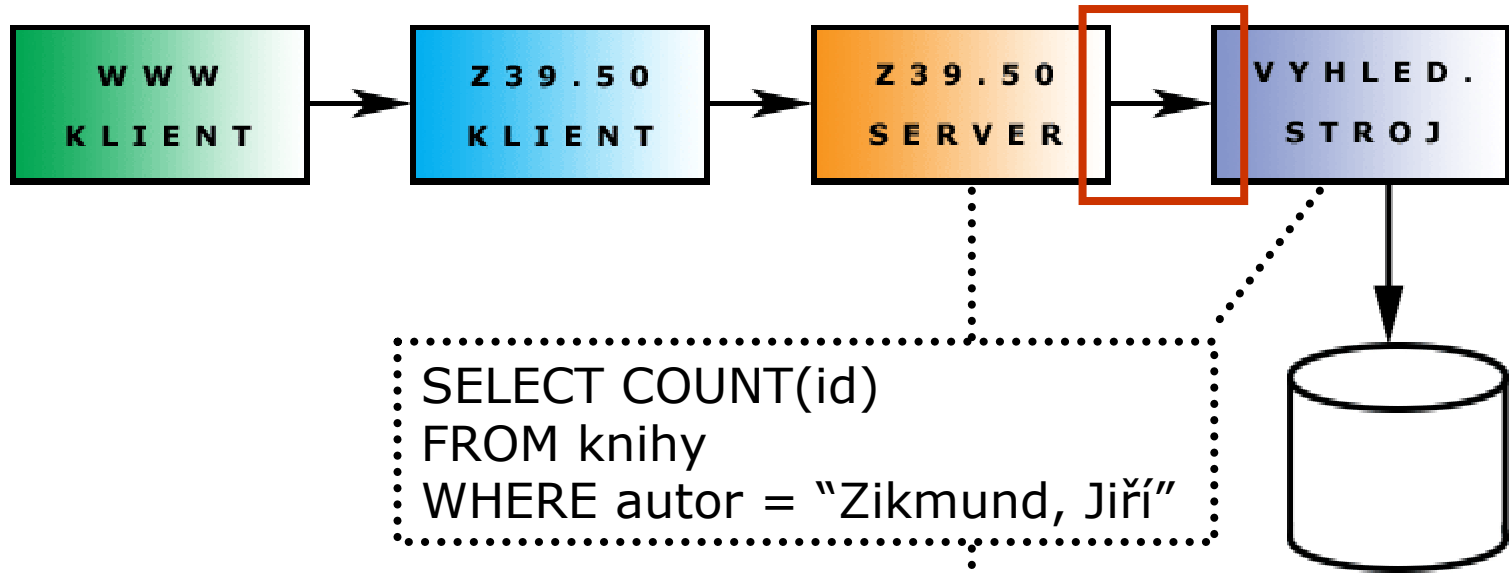 WWW
KLIENT
Z39.50
KLIENT
Z39.50
SERVER
VYHLED.
STROJ
SELECT COUNT(id)
FROM knihy
WHERE autor = “Zikmund, Jiří”